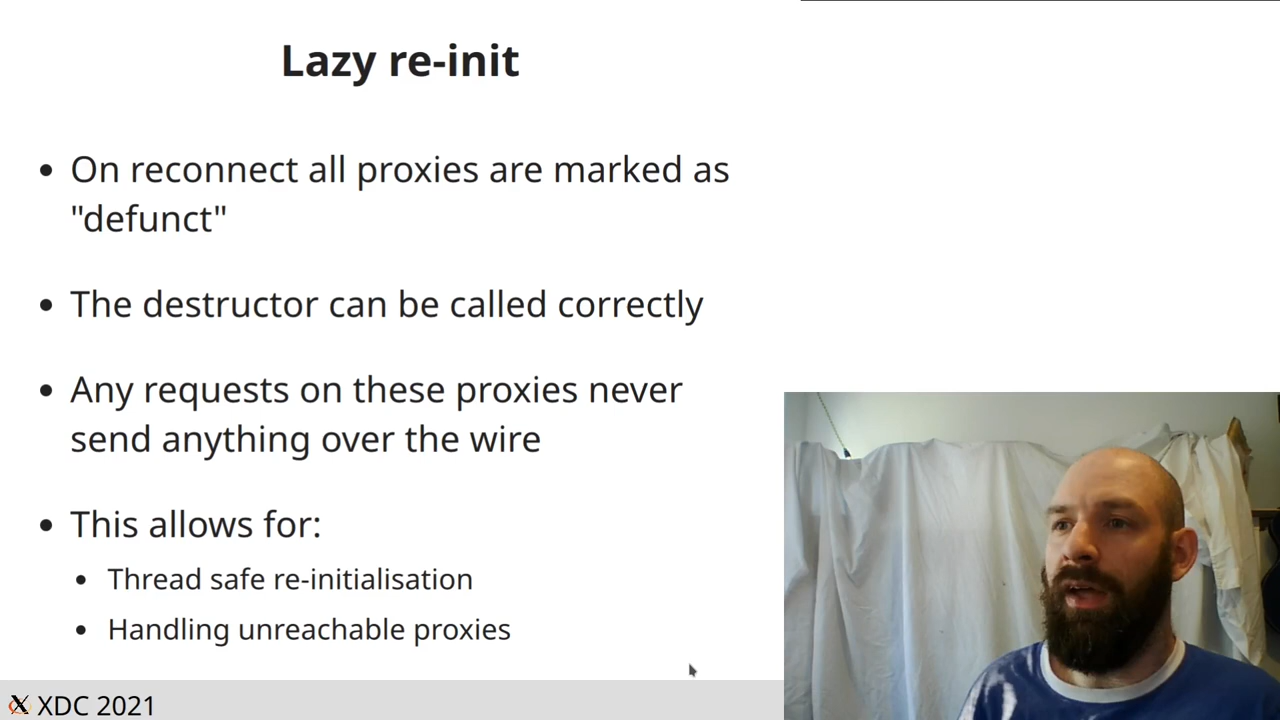 Lazy re-init
On reconnect all proxies are marked as
"defunct"
The destructor can be called correctly
Any requests on these proxies never
send anything over the wire
This allows for:
Thread safe re-initialisation
Handling unreachable proxies
XDC 2021